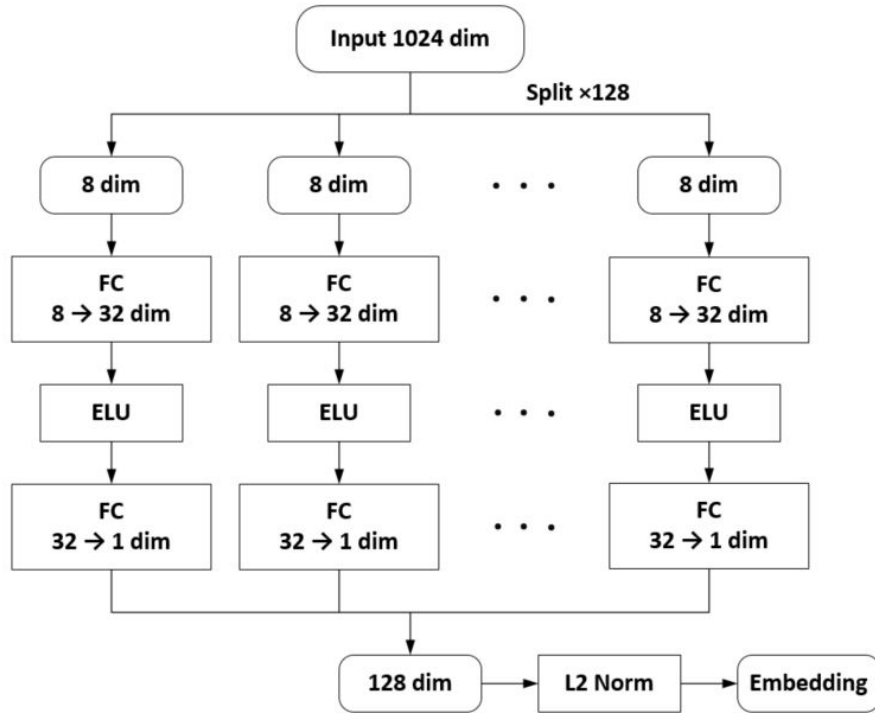 Input 1024 dim
Split ×128
8 dim
8 dim
. . .
8 dim
FC
8 → 32 dim
FC
8 → 32 dim
. . .
FC
8 → 32 dim
ELU
ELU
. . .
ELU
FC
32 → 1 dim
FC
32 → 1 dim
. . .
FC
32 → 1 dim
128 dim
L2 Norm
Embedding